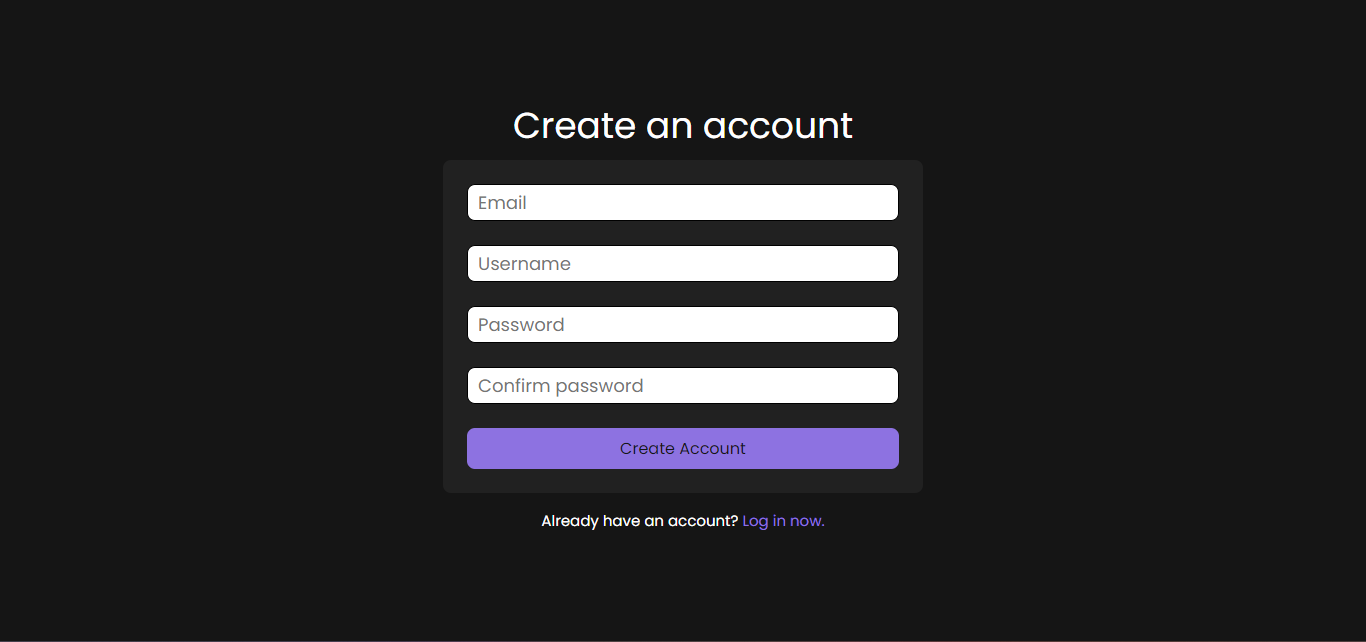 Create an account
Email
Username
Password
Confirm password
Create Account
Already have an account? Log in now.